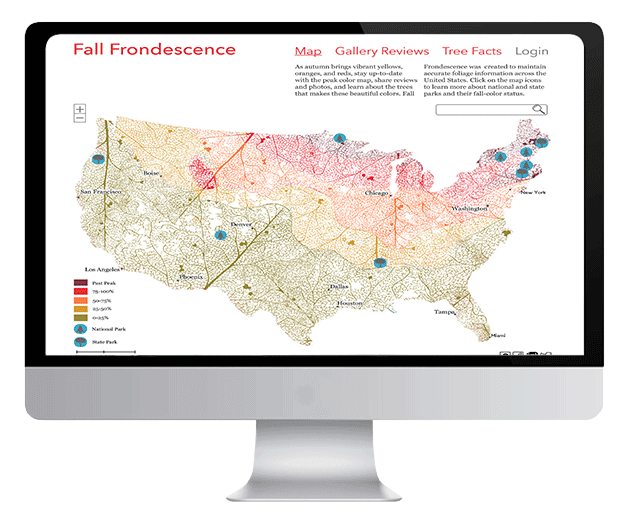 Fall Frondescence
Map Gallery Reviews Tree Facts Login
As autumn brings vibrant yellows,
oranges, and reds, stay up-to-date
with the peak color map, share reviews
and photos, and learn about the trees
that makes these beautiful colors. Fall
Frondescence was created to maintain
accurate foliage information across the
United States. Click on the map icons
to learn more about national and state
parks and their fall-color status.
+
−
Boise
San Francisco
Chicago
New York
Washington
Denver
Los Angeles
Phoenix
Dallas
Houston
Tampa
Miami
Past Peak
75-100%
50-75%
25-50%
0-25%
National Park
State Park